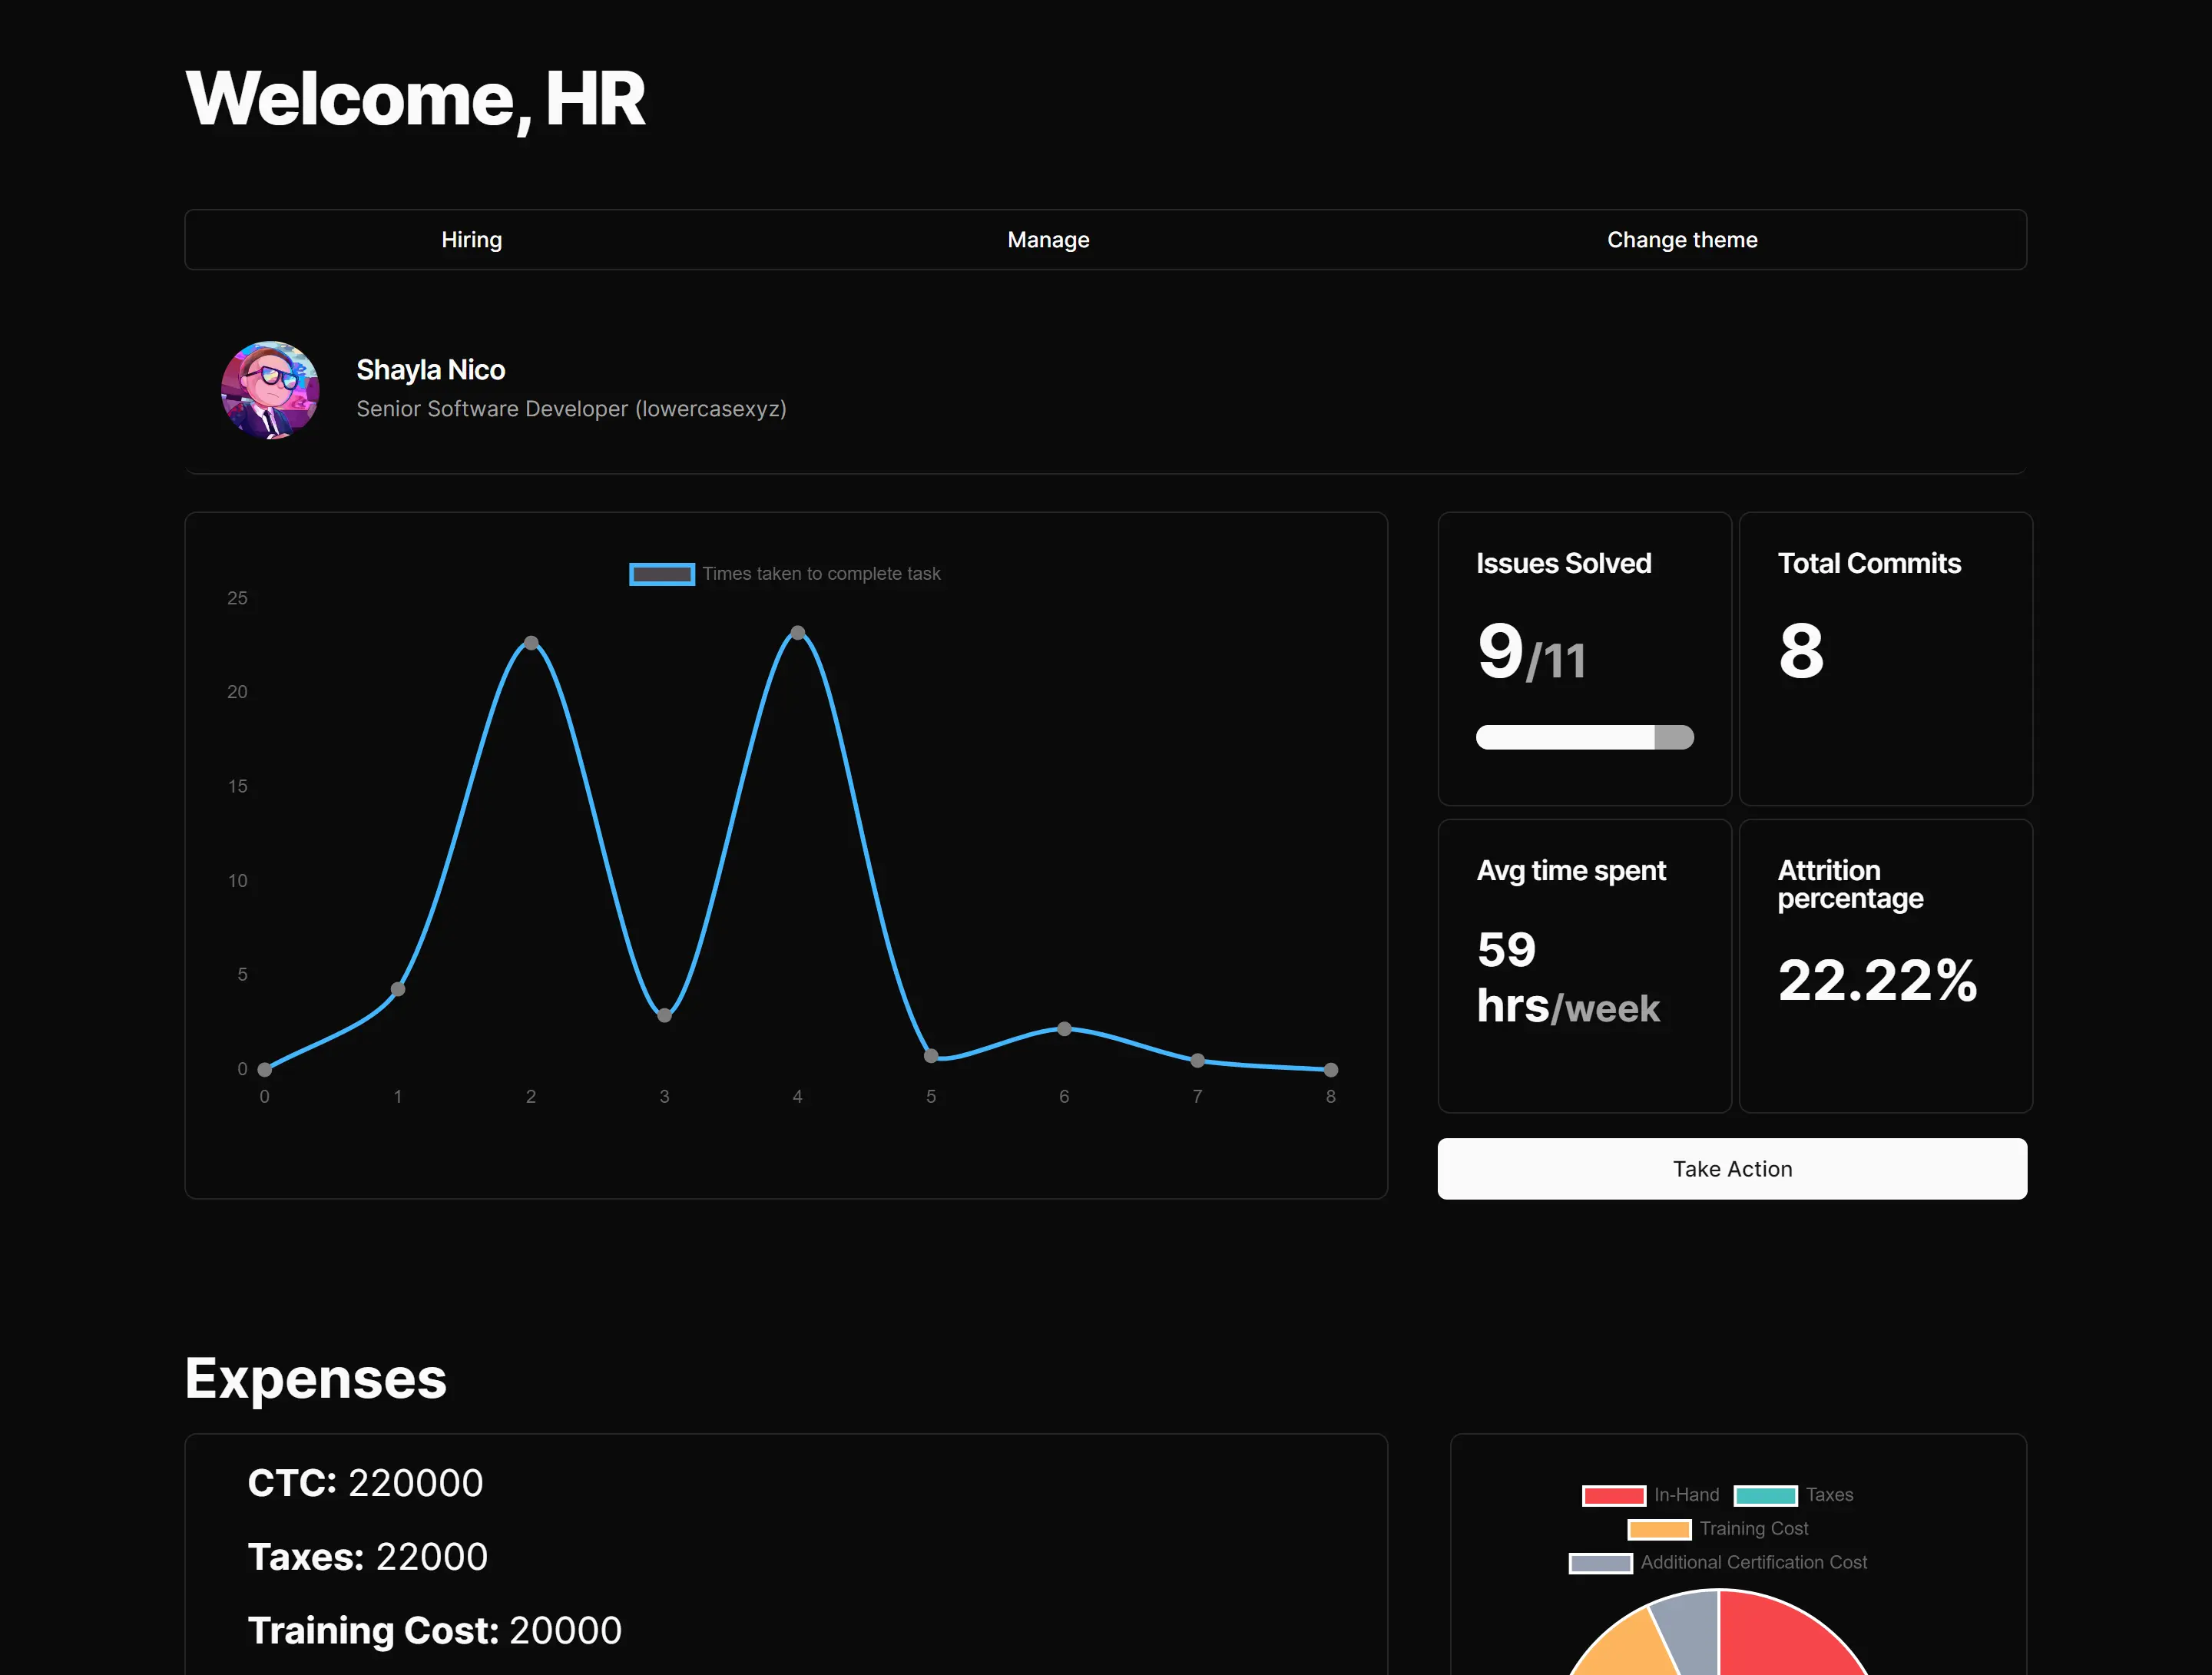 Welcome, HR
Hiring
Manage
Change theme
Shayla Nico
Senior Software Developer (lowercasexyz)
Times taken to complete task
25
20
15
10
5
0
0 1 2 3 4 5 6 7 8
Issues Solved
9/11
Total Commits
8
Avg time spent
59
hrs/week
Attrition
percentage
22.22%
Take Action
Expenses
CTC: 220000
Taxes: 22000
Training Cost: 20000
In-Hand Taxes
Training Cost
Additional Certification Cost